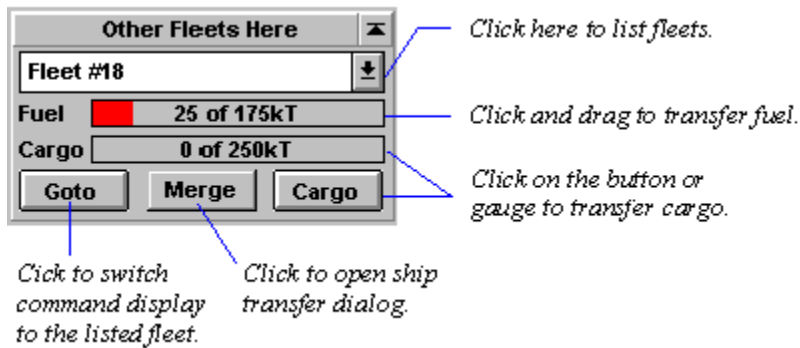 Other Fleets Here
Click here to list fleets.
Fleet #18
Fuel 25 of 175kT
Click and drag to transfer fuel.
Cargo 0 of 250kT
Click on the button or
gauge to transfer cargo.
Goto Merge Cargo
Cick to switch
command display
to the listed fleet.
Click to open ship
transfer dialog.